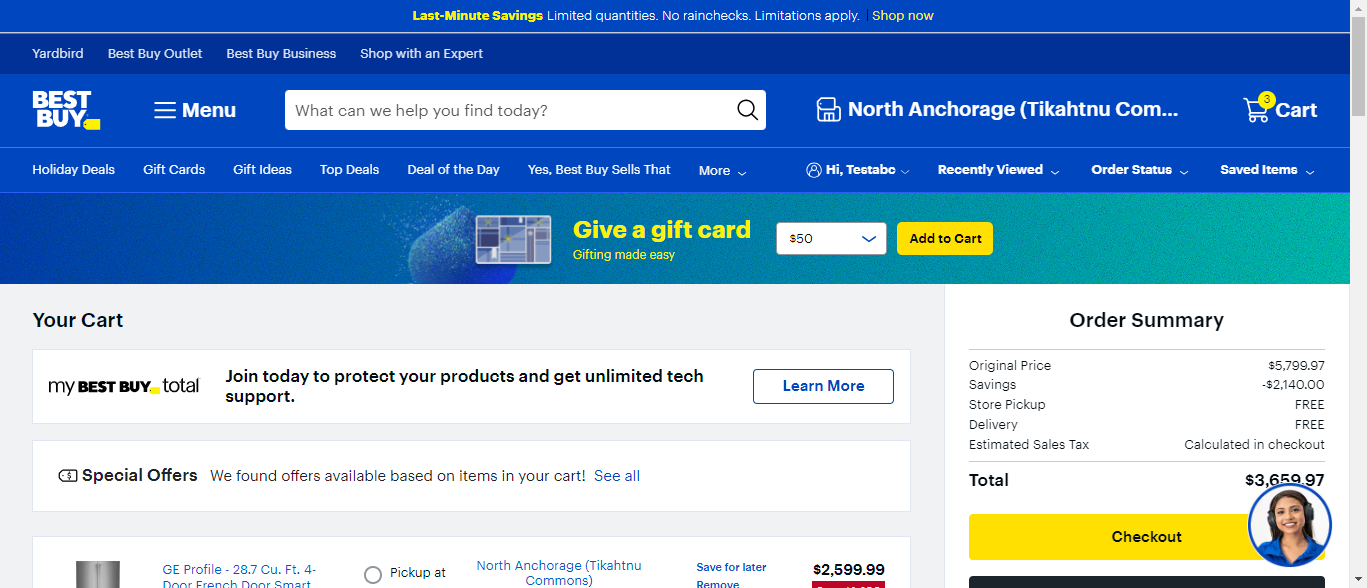 Last-Minute Savings Limited quantities. No rainchecks. Limitations apply. Shop now
Yardbird Best Buy Outlet Best Buy Business Shop with an Expert
BEST BUY
Menu
What can we help you find today?
North Anchorage (Tikahtnu Com...
3
Cart
Holiday Deals Gift Cards Gift Ideas Top Deals Deal of the Day Yes, Best Buy Sells That More Hi, Testabc Recently Viewed Order Status Saved Items
Give a gift card
Gifting made easy
$50
Add to Cart
Your Cart
my BEST BUY total
Join today to protect your products and get unlimited tech
support.
Learn More
Special Offers We found offers available based on items in your cart! See all
GE Profile - 28.7 Cu. Ft. 4-
Door French Door Smart
Pickup at
North Anchorage (Tikahtnu
Commons)
Save for later
Remove
$2,599.99
Order Summary
Original Price $5,799.97
Savings -$2,140.00
Store Pickup FREE
Delivery FREE
Estimated Sales Tax Calculated in checkout
Total $3,659.97
Checkout